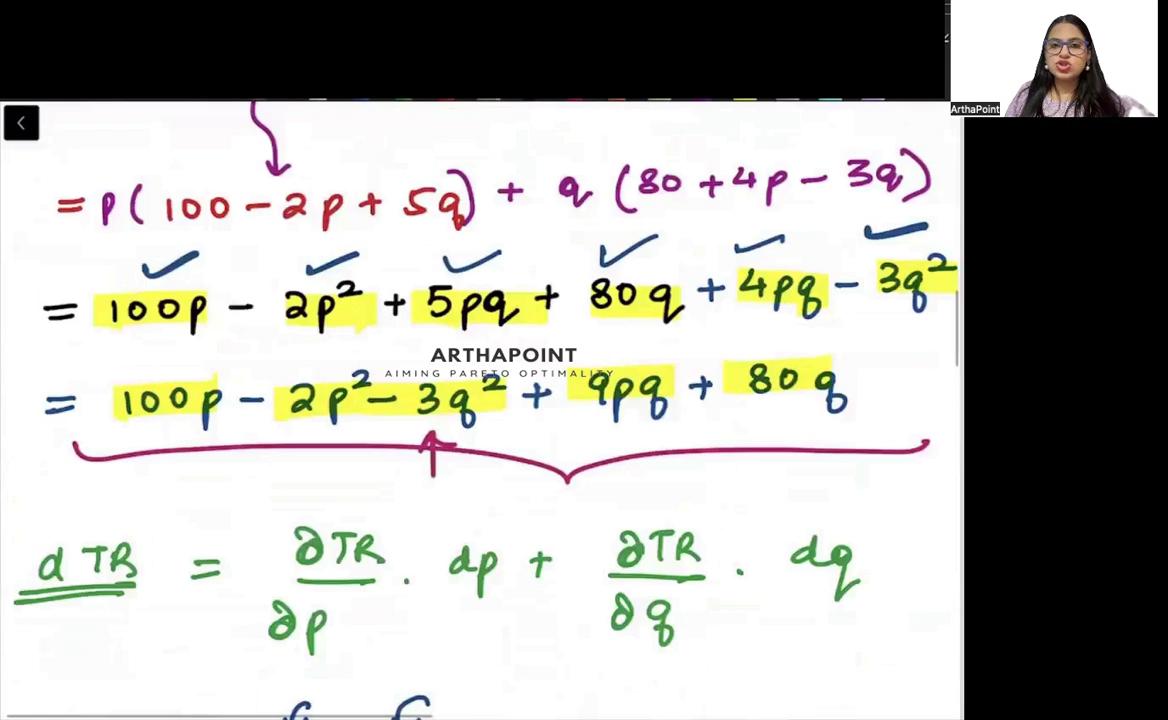 ArthaPoint
= p(100 - 2p + 5q) + q (80 + 4p - 3q)
= 100p - 2p² + 5pq + 80q + 4pq - 3q²
ARTHAPOINT
AIMING PARETO OPTIMALITY
= 100p - 2p² - 3q² + 9pq + 80q
dTR = ∂TR/∂p . dp + ∂TR/∂q . dq